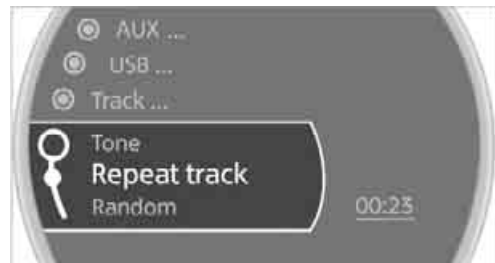 AUX ...
USB ...
Track ...
Tone
Repeat track
Random
00:23